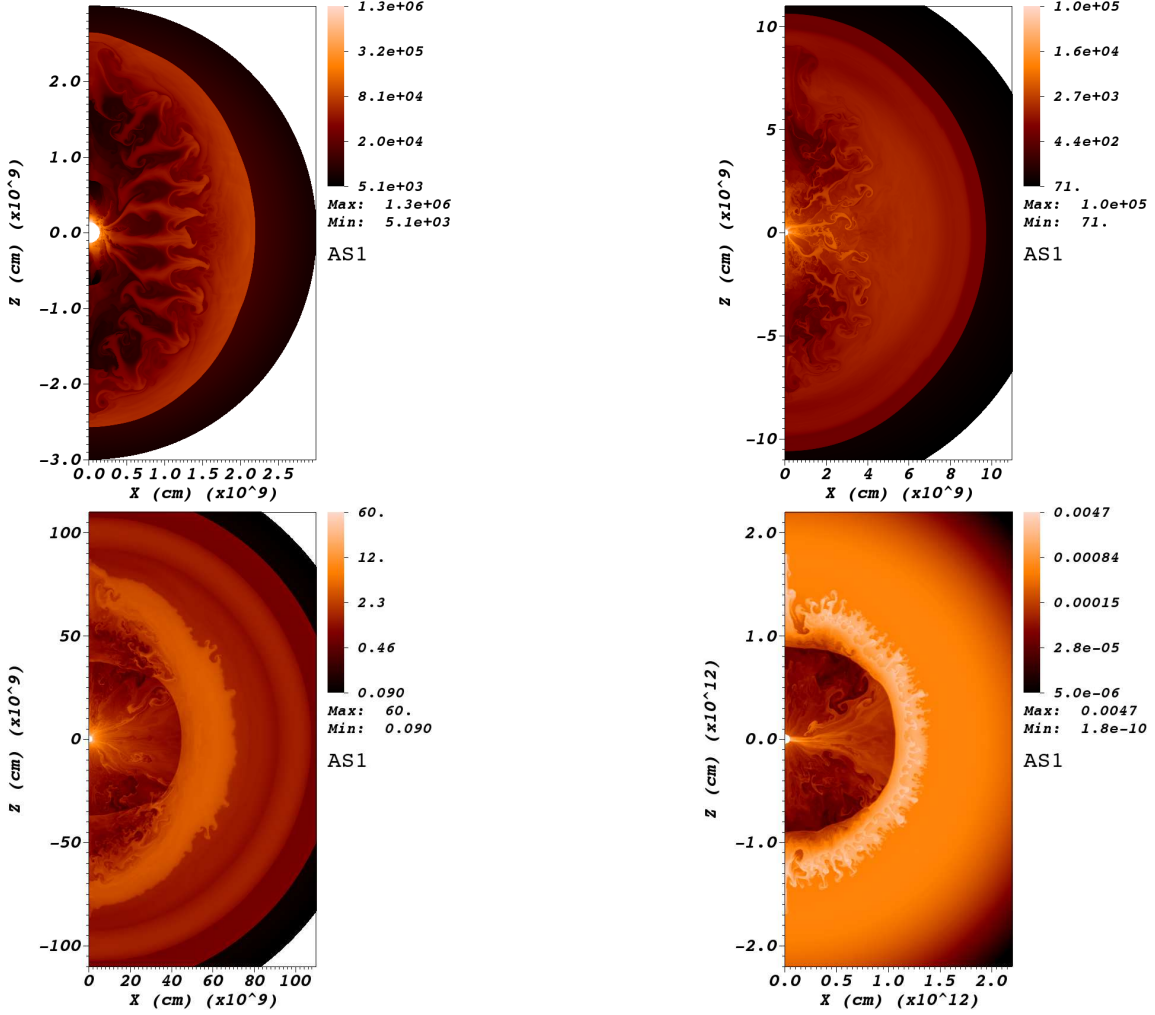 1.3e+06
3.2e+05
8.1e+04
2.0e+04
5.1e+03
Max: 1.3e+06
Min: 5.1e+03
AS1
2.0
1.0
0.0
-1.0
-2.0
-3.0
Z (cm) (x10^9)
0.0 0.5 1.0 1.5 2.0 2.5
X (cm) (x10^9)
1.0e+05
1.6e+04
2.7e+03
4.4e+02
71.
Max: 1.0e+05
Min: 71.
AS1
10
5
0
-5
-10
Z (cm) (x10^9)
0 2 4 6 8 10
X (cm) (x10^9)
60.
12.
2.3
0.46
0.090
Max: 60.
Min: 0.090
AS1
100
50
0
-50
-100
Z (cm) (x10^9)
0 20 40 60 80 100
X (cm) (x10^9)
0.0047
0.00084
0.00015
2.8e-05
5.0e-06
Max: 0.0047
Min: 1.8e-10
AS1
2.0
1.0
0.0
-1.0
-2.0
Z (cm) (x10^12)
0.0 0.5 1.0 1.5 2.0
X (cm) (x10^12)